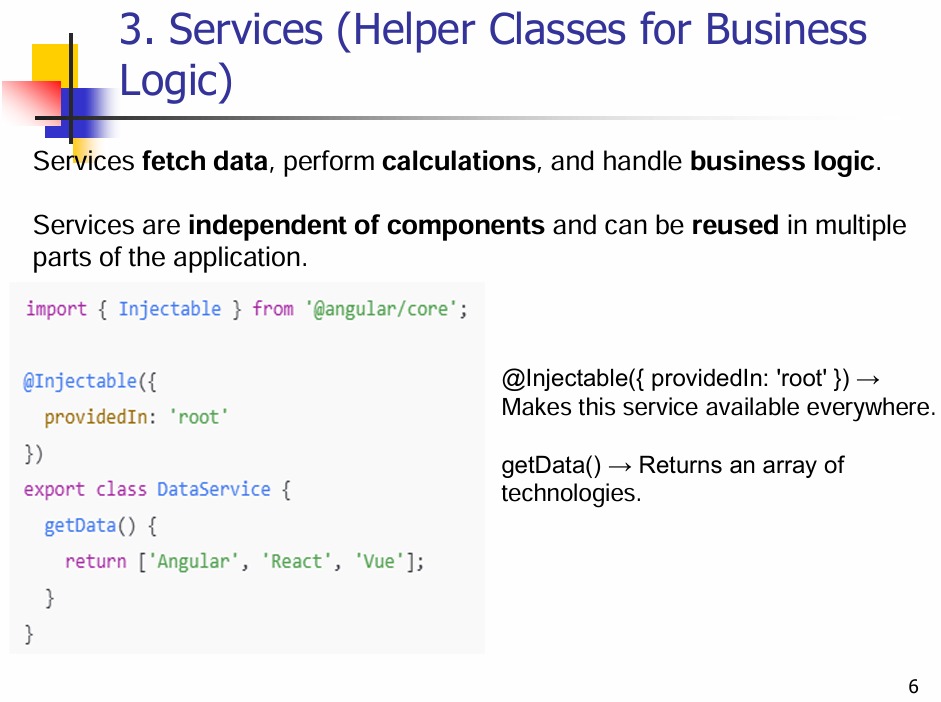 3. Services (Helper Classes for Business
Logic)
Services fetch data, perform calculations, and handle business logic.
Services are independent of components and can be reused in multiple
parts of the application.
import { Injectable } from '@angular/core';
@Injectable({
  providedIn: 'root'
})
export class DataService {
  getData() {
    return ['Angular', 'React', 'Vue'];
  }
}
@Injectable({ providedIn: 'root' }) →
Makes this service available everywhere.
getData() → Returns an array of
technologies.
6